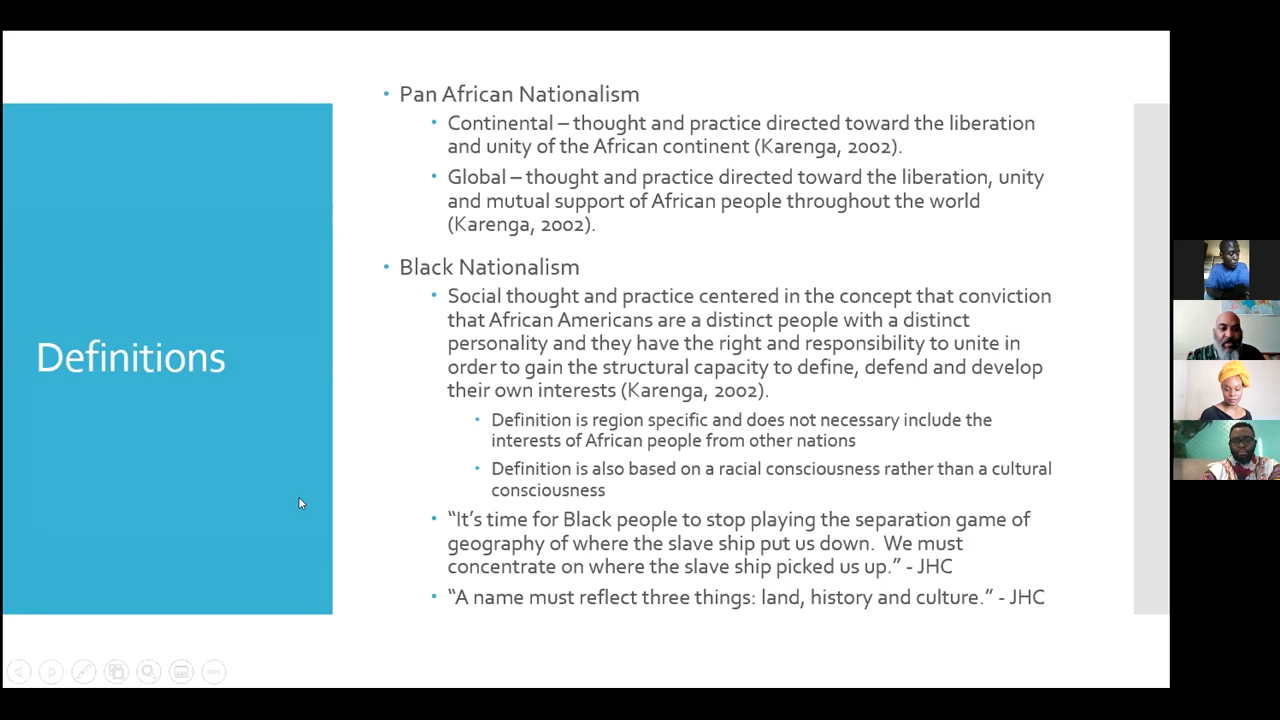 Definitions
• Pan African Nationalism
• Continental – thought and practice directed toward the liberation
and unity of the African continent (Karenga, 2002).
• Global – thought and practice directed toward the liberation, unity
and mutual support of African people throughout the world
(Karenga, 2002).
• Black Nationalism
• Social thought and practice centered in the concept that conviction
that African Americans are a distinct people with a distinct
personality and they have the right and responsibility to unite in
order to gain the structural capacity to define, defend and develop
their own interests (Karenga, 2002).
• Definition is region specific and does not necessary include the
interests of African people from other nations
• Definition is also based on a racial consciousness rather than a cultural
consciousness
• “It’s time for Black people to stop playing the separation game of
geography of where the slave ship put us down.  We must
concentrate on where the slave ship picked us up.” - JHC
• “A name must reflect three things: land, history and culture.” - JHC